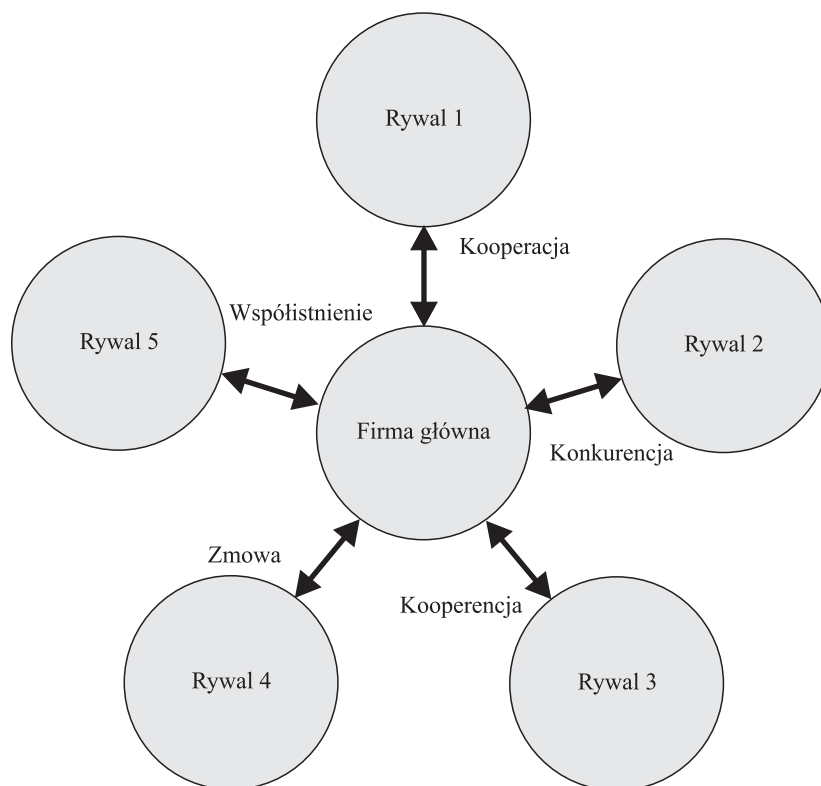 Rywal 1
Kooperacja
Współistnienie
Rywal 5
Rywal 2
Firma główna
Konkurencja
Zmowa
Kooperencja
Rywal 4
Rywal 3